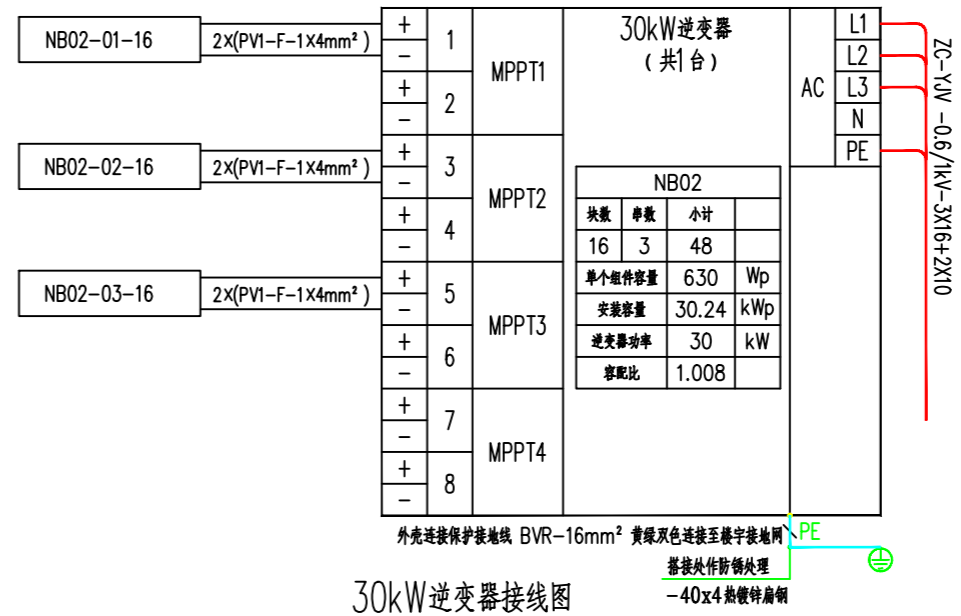 30kW逆变器
(共1台)
NB02-01-16
2X(PV1-F-1X4mm²)
NB02-02-16
2X(PV1-F-1X4mm²)
NB02-03-16
2X(PV1-F-1X4mm²)
+
-
1
+
-
2
MPPT1
+
-
3
+
-
4
MPPT2
+
-
5
+
-
6
MPPT3
+
-
7
+
-
8
MPPT4
NB02
块数 串数 小计
16 3 48
单个组件容量 630 Wp
安装容量 30.24 kWp
逆变器功率 30 kW
容配比 1.008
AC
L1
L2
L3
N
PE
ZC-YJV -0.6/1kV-3X16+2X10
外壳连接保护接地线 BVR-16mm² 黄绿双色连接至楼宇接地网
PE
搭接处作防锈处理
-40x4热镀锌扁钢
30kW逆变器接线图